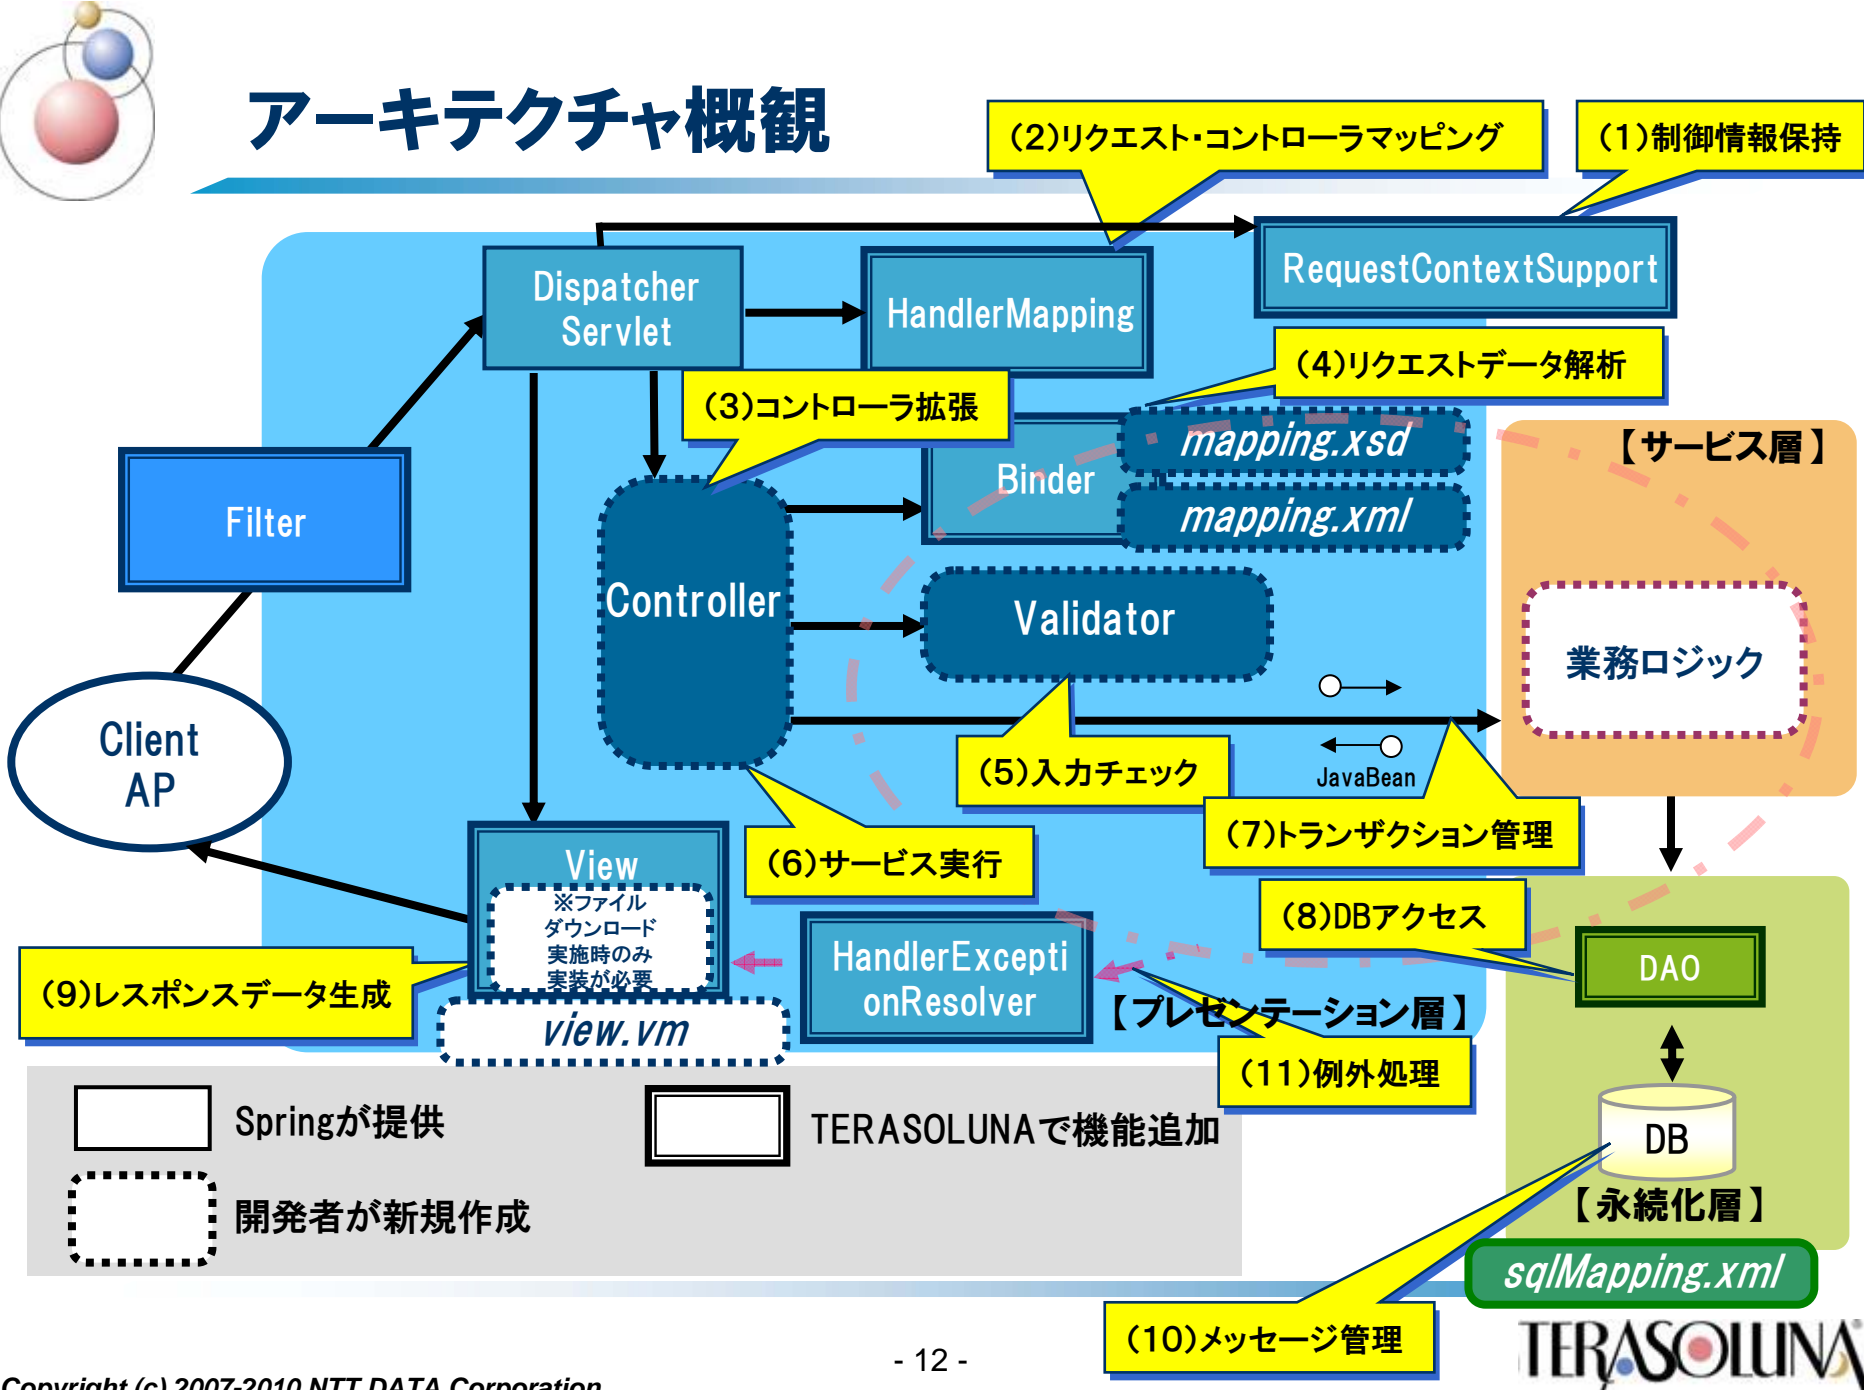 アーキテクチャ概観
(2)リクエスト・コントローラマッピング
(1)制御情報保持
Dispatcher
Servlet
HandlerMapping
RequestContextSupport
(3)コントローラ拡張
(4)リクエストデータ解析
Binder
mapping.xsd
mapping.xml
【サービス層】
Filter
Controller
Validator
業務ロジック
Client
AP
(5)入力チェック
JavaBean
(7)トランザクション管理
(6)サービス実行
View
※ファイル
ダウンロード
実施時のみ
実装が必要
view.vm
(8)DBアクセス
HandlerExcepti
onResolver
DAO
(9)レスポンスデータ生成
【プレゼンテーション層】
(11)例外処理
DB
【永続化層】
sqlMapping.xml
(10)メッセージ管理
Springが提供
TERASOLUNAで機能追加
開発者が新規作成
- 12 -
Copyright (c) 2007-2010 NTT DATA Corporation
TERASOLUNA